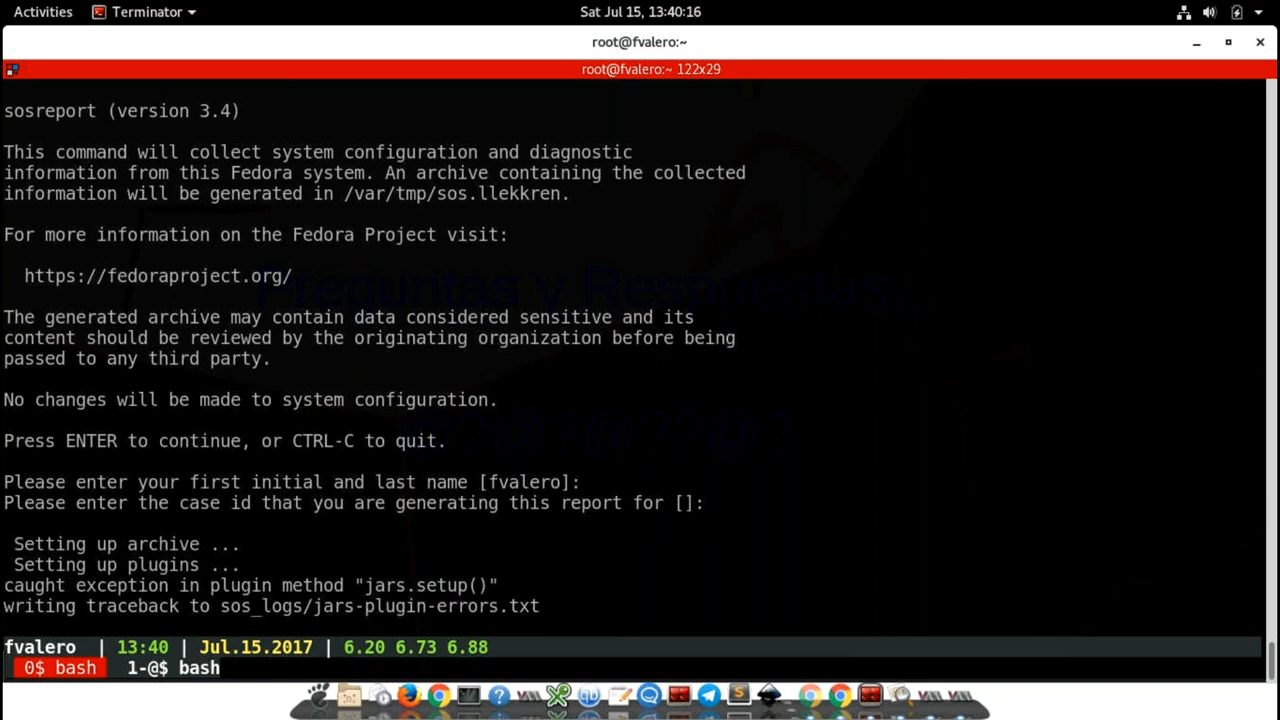 Activities Terminator Sat Jul 15, 13:40:16
root@fvalero:~
root@fvalero:~ 122x29
sosreport (version 3.4)
This command will collect system configuration and diagnostic
information from this Fedora system. An archive containing the collected
information will be generated in /var/tmp/sos.llekkren.
For more information on the Fedora Project visit:
https://fedoraproject.org/
Preguntas y Respuestas
The generated archive may contain data considered sensitive and its
content should be reviewed by the originating organization before being
passed to any third party.
No changes will be made to system configuration.
Press ENTER to continue, or CTRL-C to quit.
Please enter your first initial and last name [fvalero]:
Please enter the case id that you are generating this report for []:
Setting up archive ...
Setting up plugins ...
caught exception in plugin method "jars.setup()"
writing traceback to sos_logs/jars-plugin-errors.txt
fvalero | 13:40 | Jul.15.2017 | 6.20 6.73 6.88
0$ bash 1-@$ bash